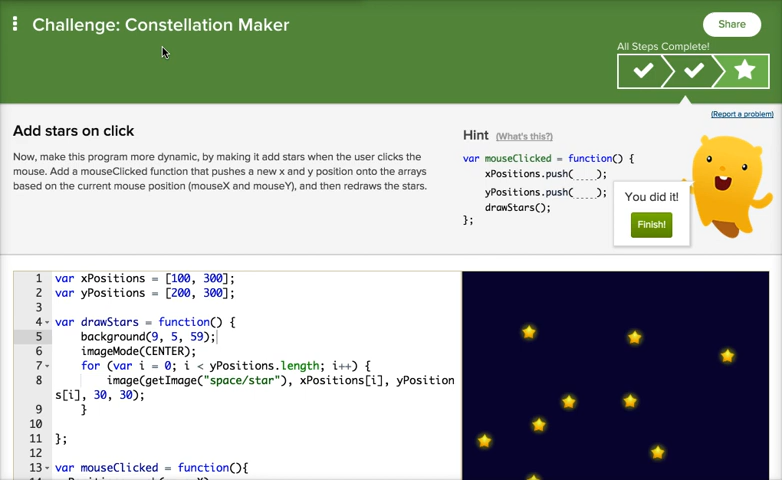 Challenge: Constellation Maker
Share
All Steps Complete!
(Report a problem)
Add stars on click
Now, make this program more dynamic, by making it add stars when the user clicks the
mouse. Add a mouseClicked function that pushes a new x and y position onto the arrays
based on the current mouse position (mouseX and mouseY), and then redraws the stars.
Hint (What's this?)
var mouseClicked = function() {
xPositions.push(____);
yPositions.push(____);
drawStars();
};
You did it!
Finish!
1 var xPositions = [100, 300];
2 var yPositions = [200, 300];
3
4 var drawStars = function() {
5 background(9, 5, 59);
6 imageMode(CENTER);
7 for (var i = 0; i < yPositions.length; i++) {
8 image(getImage("space/star"), xPositions[i], yPosition
s[i], 30, 30);
9 }
10
11 };
12
13 var mouseClicked = function(){